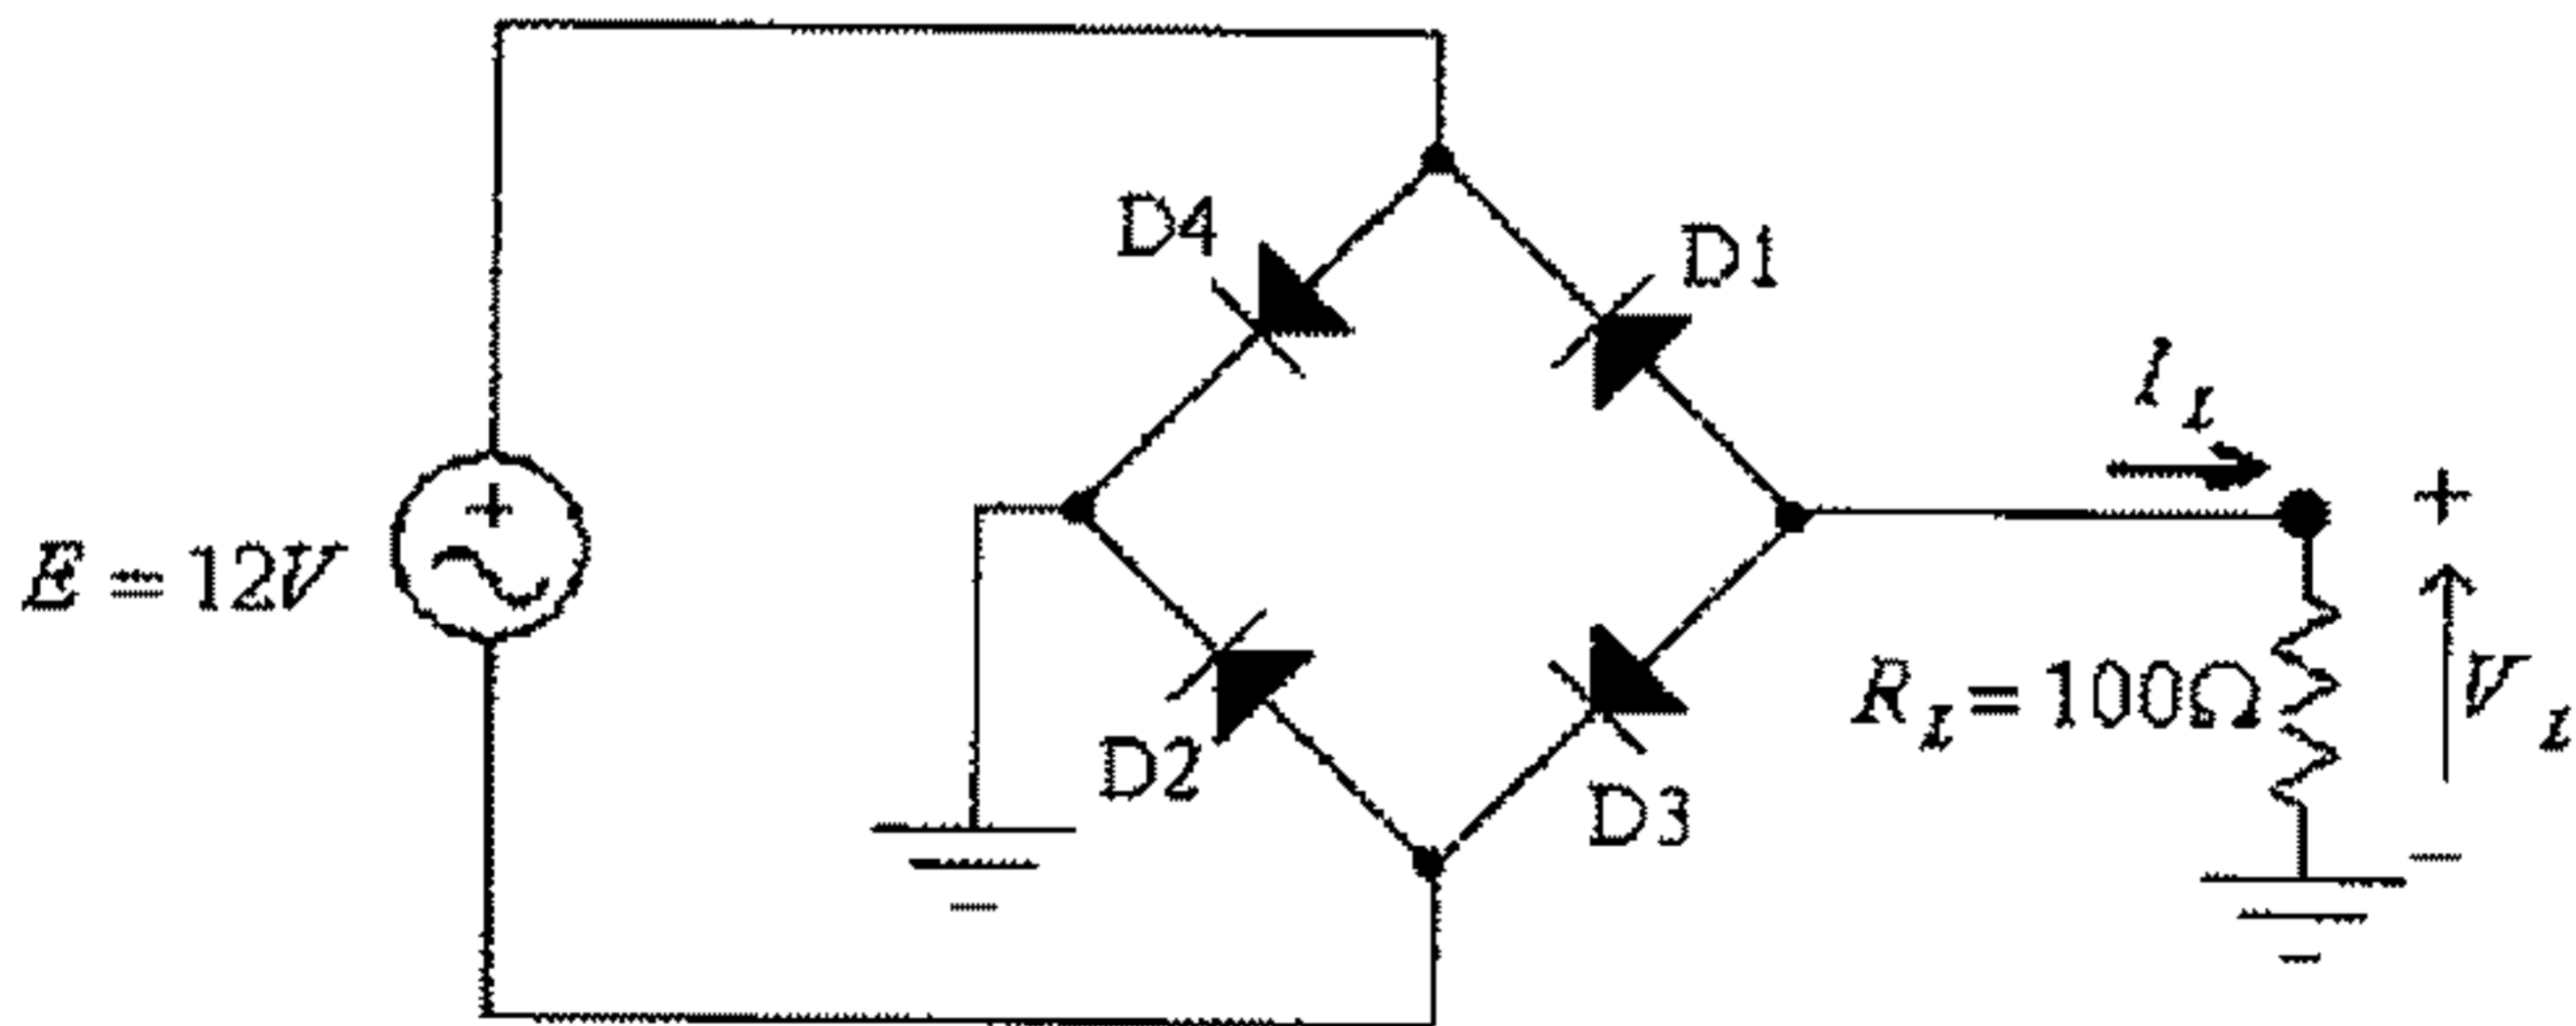 D4
D1
I_L
+
+
E = 12V
R_L = 100Ω
V_L
D2
D3
−